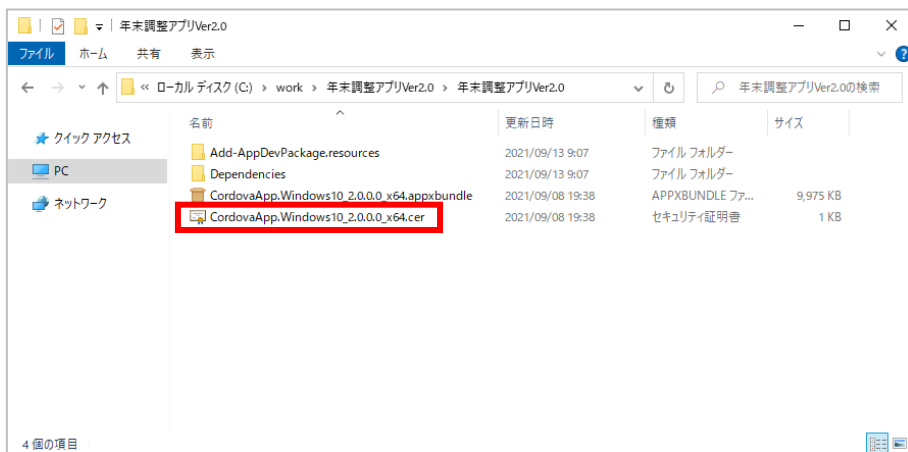 年末調整アプリVer2.0
ファイル ホーム 共有 表示
« ローカル ディスク (C:) › work › 年末調整アプリVer2.0 › 年末調整アプリVer2.0 年末調整アプリVer2.0の検索
名前 更新日時 種類 サイズ
クイック アクセス
Add-AppDevPackage.resources 2021/09/13 9:07 ファイル フォルダー
PC
Dependencies 2021/09/13 9:07 ファイル フォルダー
CordovaApp.Windows10_2.0.0.0_x64.appxbundle 2021/09/08 19:38 APPXBUNDLE ファ... 9,975 KB
ネットワーク
CordovaApp.Windows10_2.0.0.0_x64.cer 2021/09/08 19:38 セキュリティ証明書 1 KB
4 個の項目